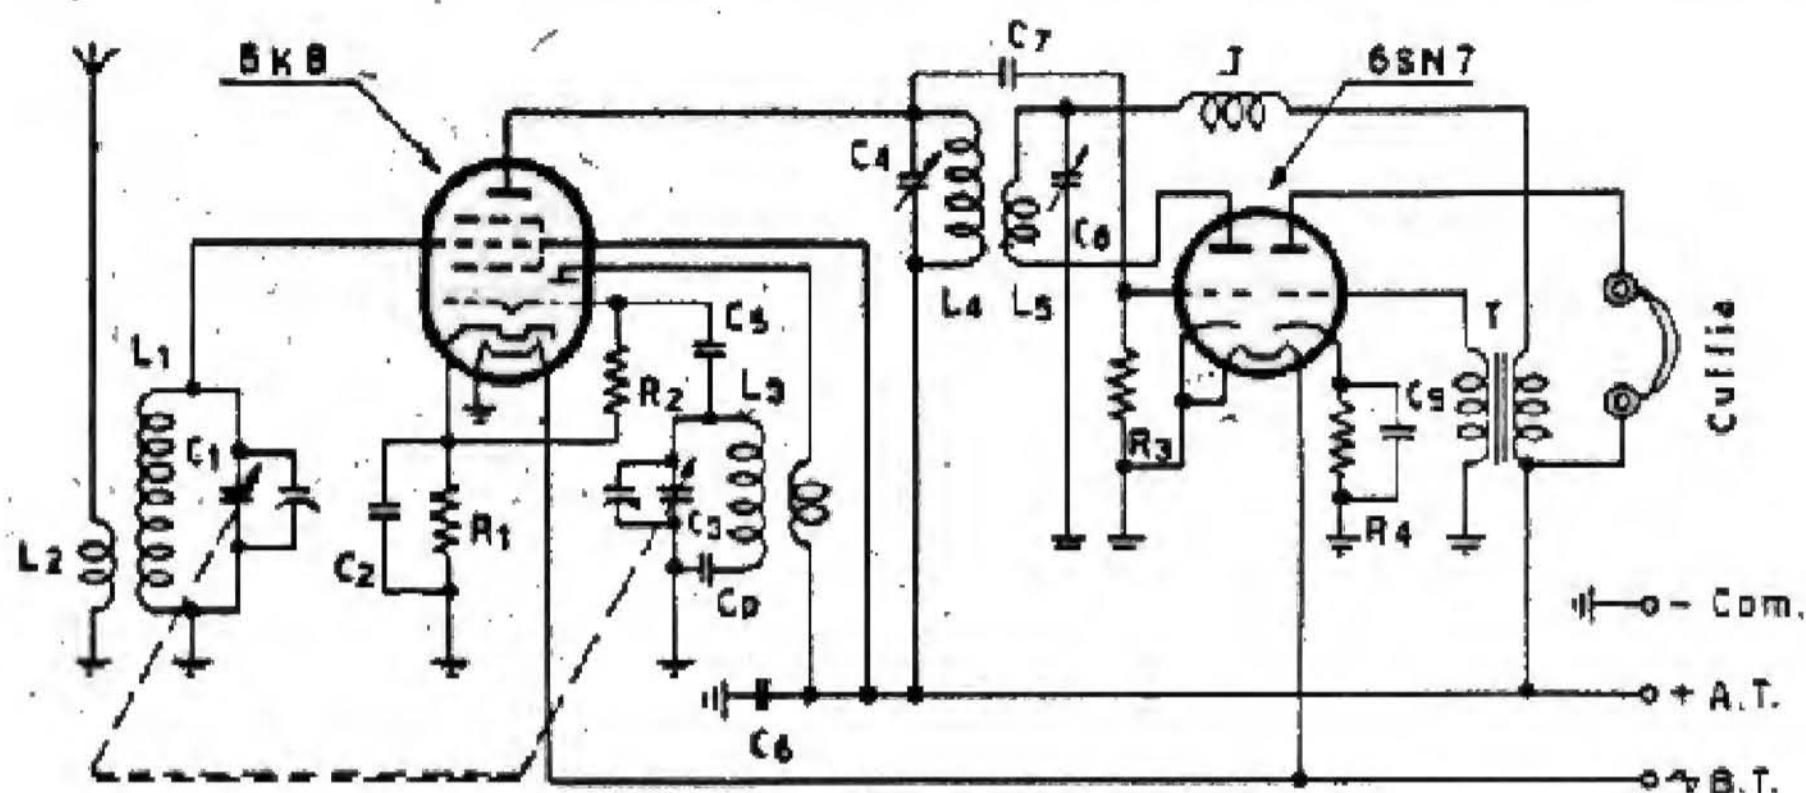 6K8
C7
J
6SN7
C4
C8
L4
L5
T
C5
L1
C1
R2
L3
R3
C9
Cuffia
L2
C2
R1
C3
Cp
R4
- Com.
+ A.T.
C6
∿ B.T.